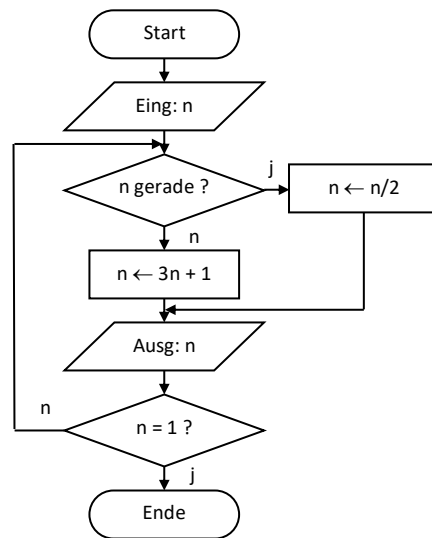 Start
Eing: n
n gerade ?
j
n ← n/2
n
n ← 3n + 1
Ausg: n
n
n = 1 ?
j
Ende